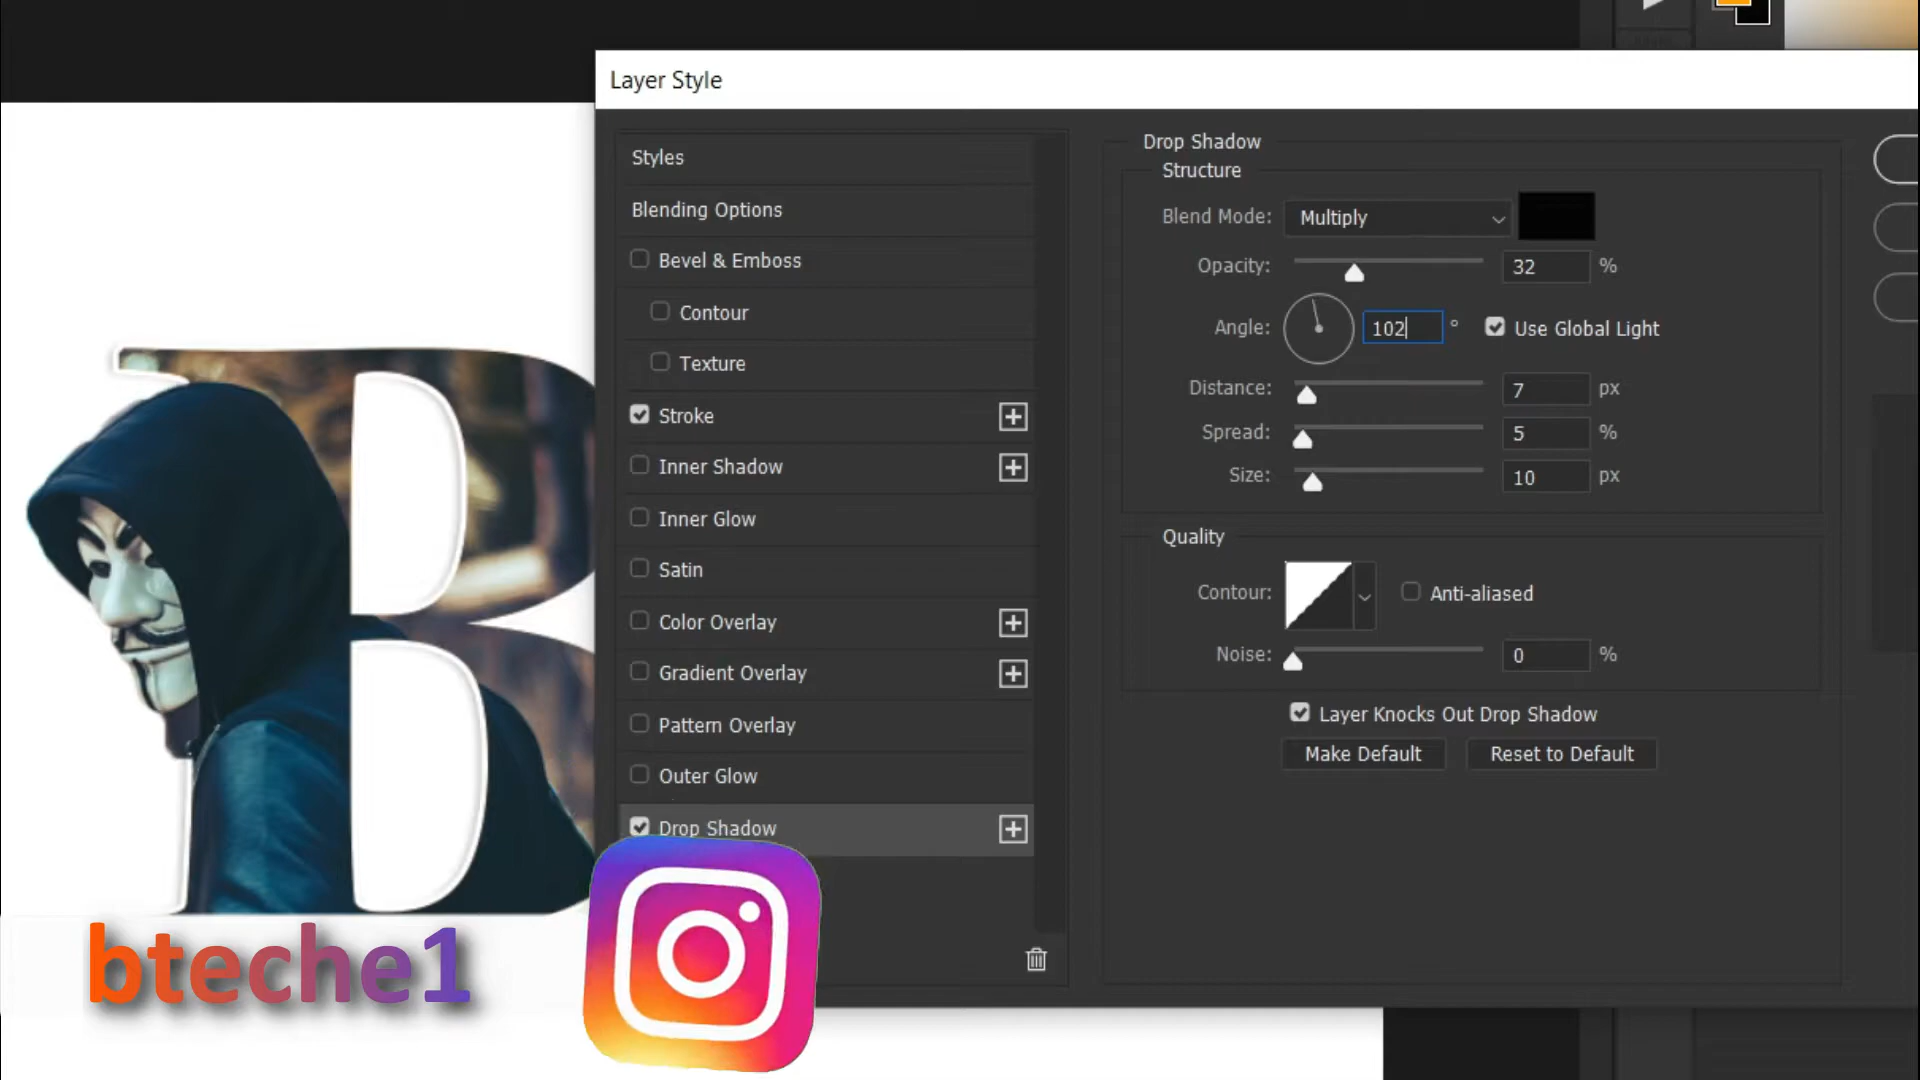 Layer Style
Styles
Blending Options
Bevel & Emboss
Contour
Texture
Stroke
Inner Shadow
Inner Glow
Satin
Color Overlay
Gradient Overlay
Pattern Overlay
Outer Glow
Drop Shadow
Drop Shadow
Structure
Blend Mode: Multiply
Opacity: 32 %
Angle: 102 ° Use Global Light
Distance: 7 px
Spread: 5 %
Size: 10 px
Quality
Contour: Anti-aliased
Noise: 0 %
Layer Knocks Out Drop Shadow
Make Default Reset to Default
B
bteche1